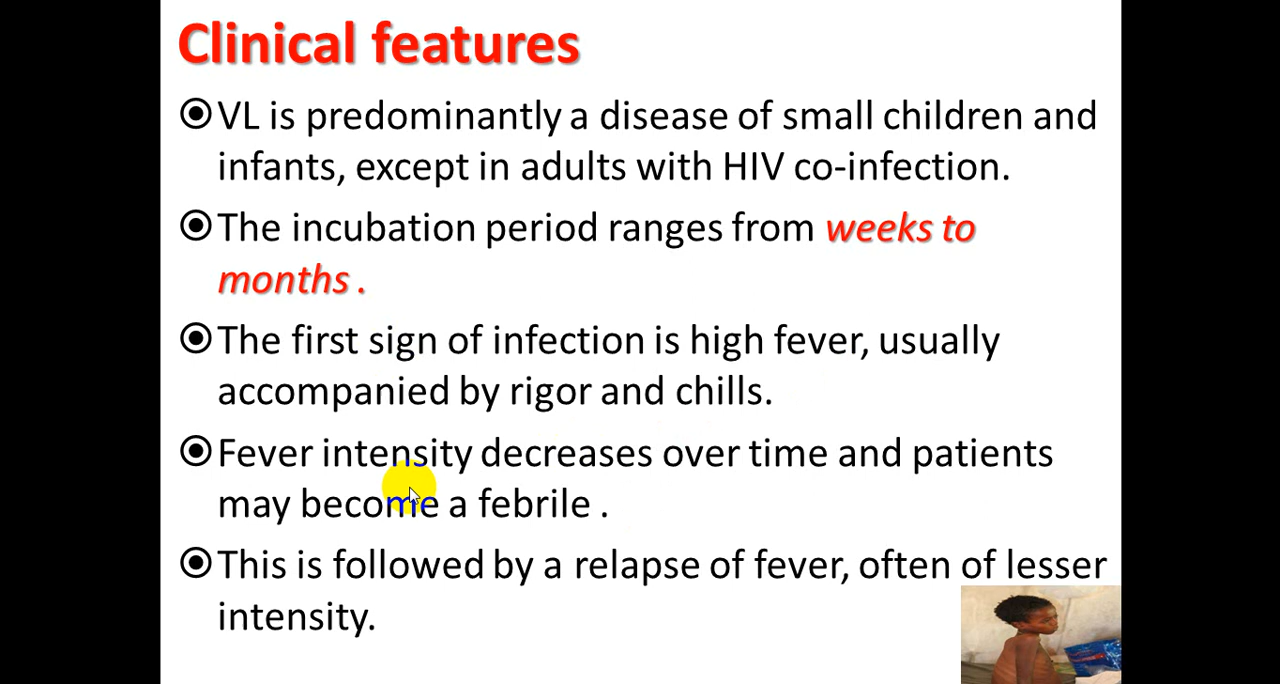 Clinical features
VL is predominantly a disease of small children and
infants, except in adults with HIV co-infection.
The incubation period ranges from weeks to
months .
The first sign of infection is high fever, usually
accompanied by rigor and chills.
Fever intensity decreases over time and patients
may become a febrile .
This is followed by a relapse of fever, often of lesser
intensity.